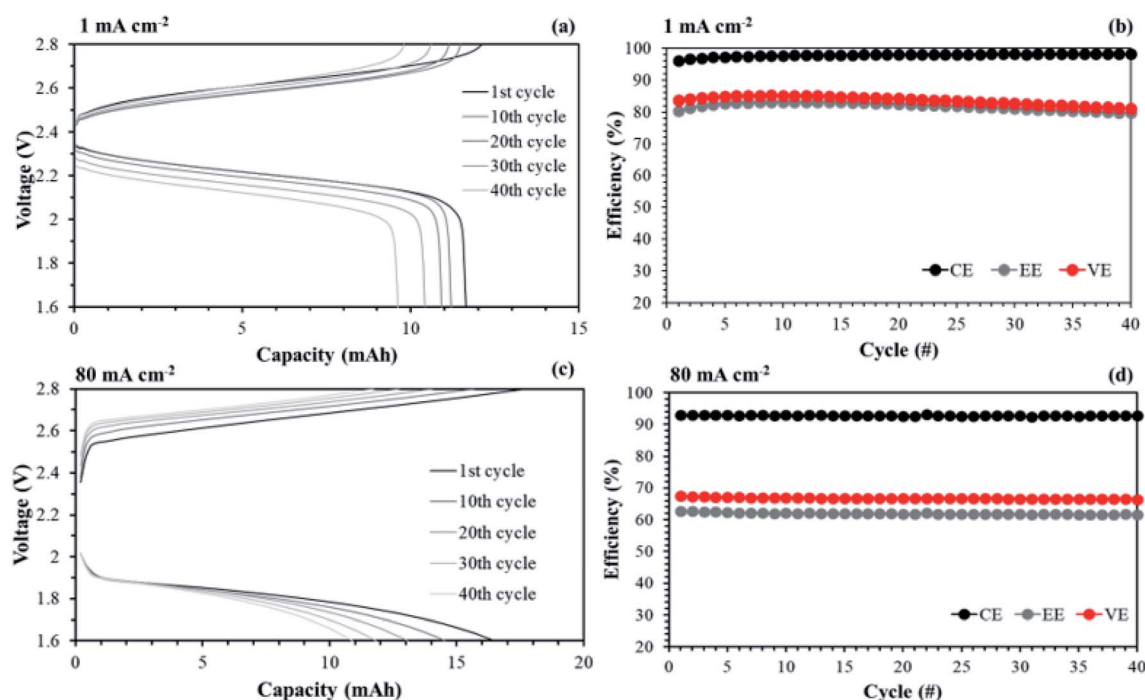 1 mA cm-2 (a)
2.8
2.6
2.4
2.2
2
1.8
1.6
Voltage (V)
1st cycle
10th cycle
20th cycle
30th cycle
40th cycle
0 5 10 15
Capacity (mAh)
1 mA cm-2 (b)
100
90
80
70
60
50
40
30
20
Efficiency (%)
CE EE VE
0 5 10 15 20 25 30 35 40
Cycle (#)
80 mA cm-2 (c)
2.8
2.6
2.4
2.2
2
1.8
1.6
Voltage (V)
1st cycle
10th cycle
20th cycle
30th cycle
40th cycle
0 5 10 15 20
Capacity (mAh)
80 mA cm-2 (d)
100
90
80
70
60
50
40
30
20
Efficiency (%)
CE EE VE
0 5 10 15 20 25 30 35 40
Cycle (#)